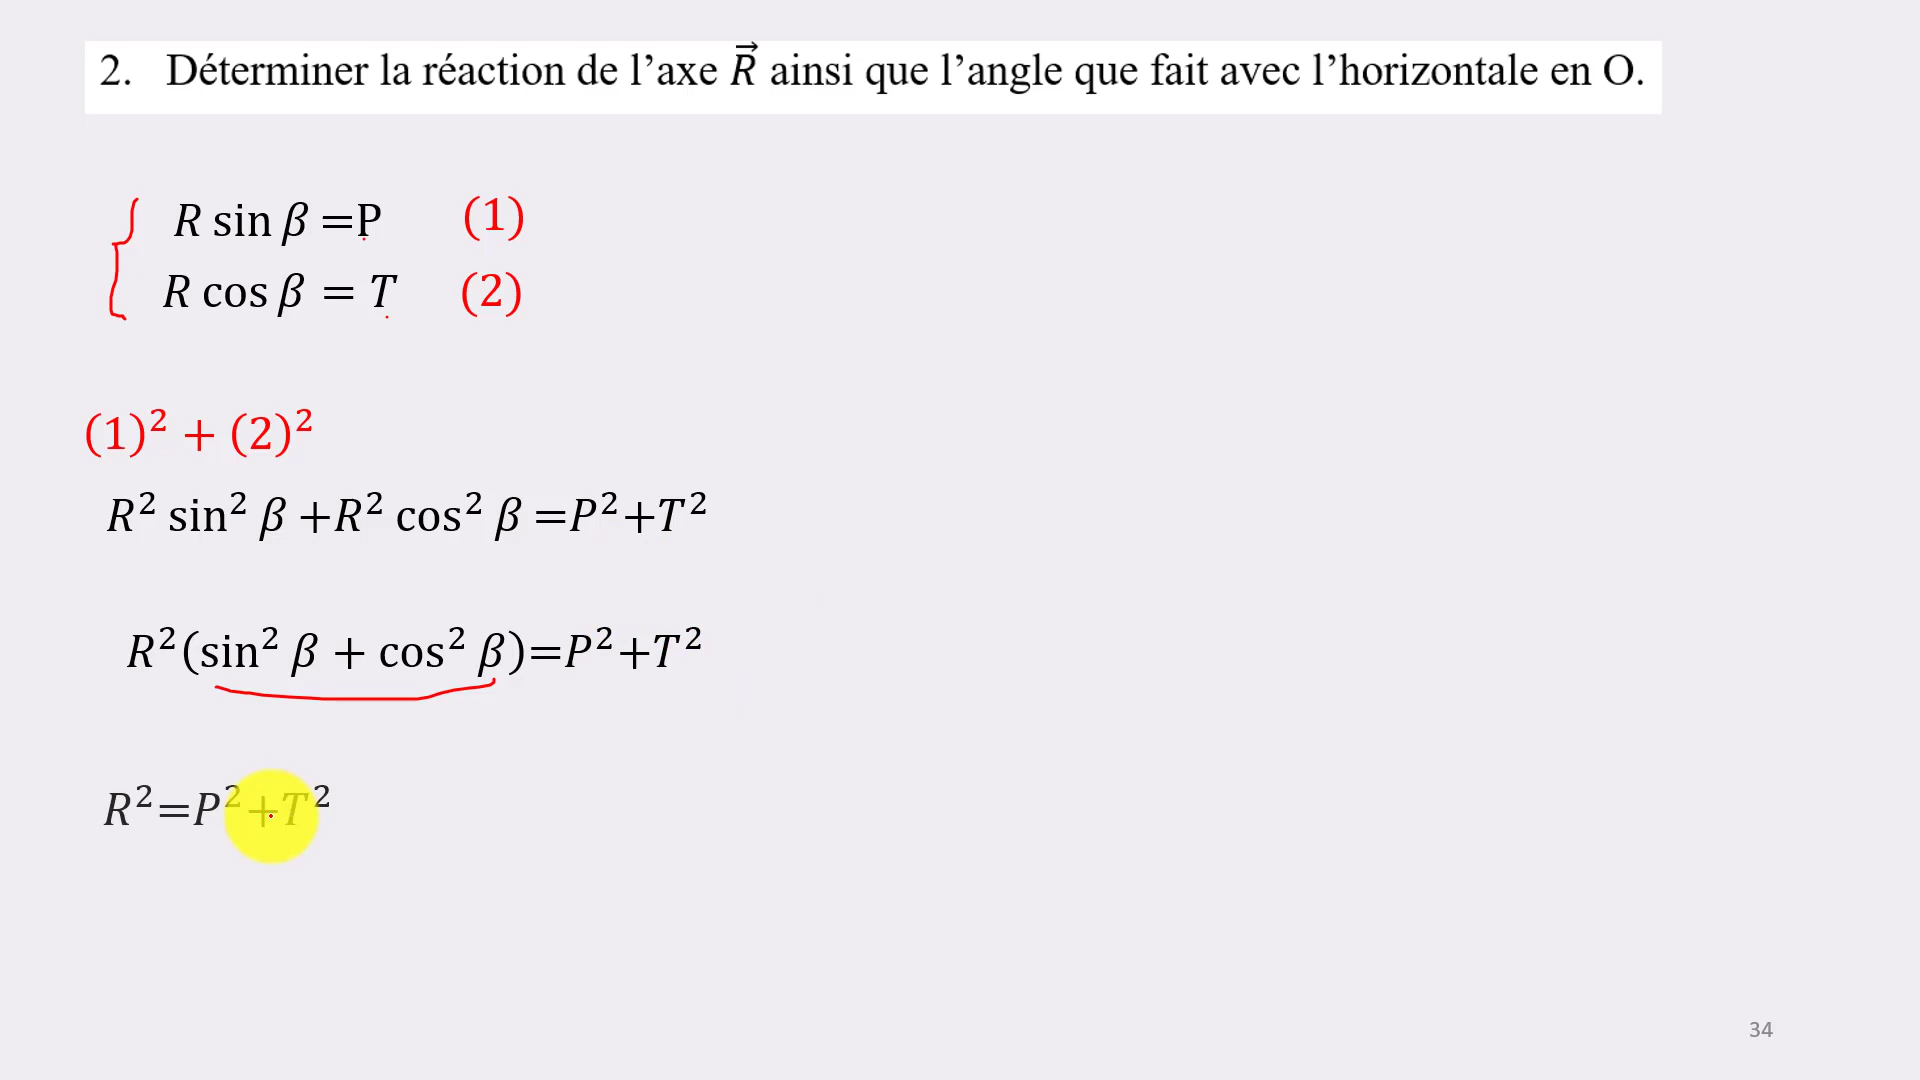 2. Déterminer la réaction de l’axe R⃗ ainsi que l’angle que fait avec l’horizontale en O.
R sin β =P (1)
R cos β = T (2)
(1)² + (2)²
R² sin² β +R² cos² β =P²+T²
R²(sin² β + cos² β)=P²+T²
R²=P²+T²
34